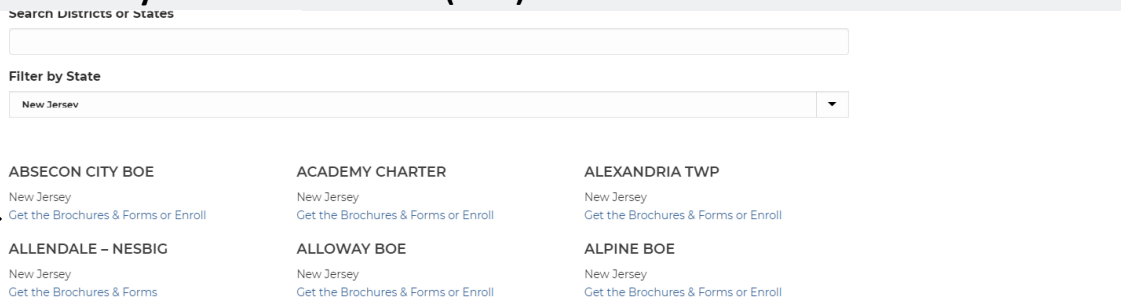 Search Districts or States
Filter by State
New Jersey
ABSECON CITY BOE
New Jersey
Get the Brochures & Forms or Enroll
ACADEMY CHARTER
New Jersey
Get the Brochures & Forms or Enroll
ALEXANDRIA TWP
New Jersey
Get the Brochures & Forms or Enroll
ALLENDALE – NESBIG
New Jersey
Get the Brochures & Forms
ALLOWAY BOE
New Jersey
Get the Brochures & Forms or Enroll
ALPINE BOE
New Jersey
Get the Brochures & Forms or Enroll